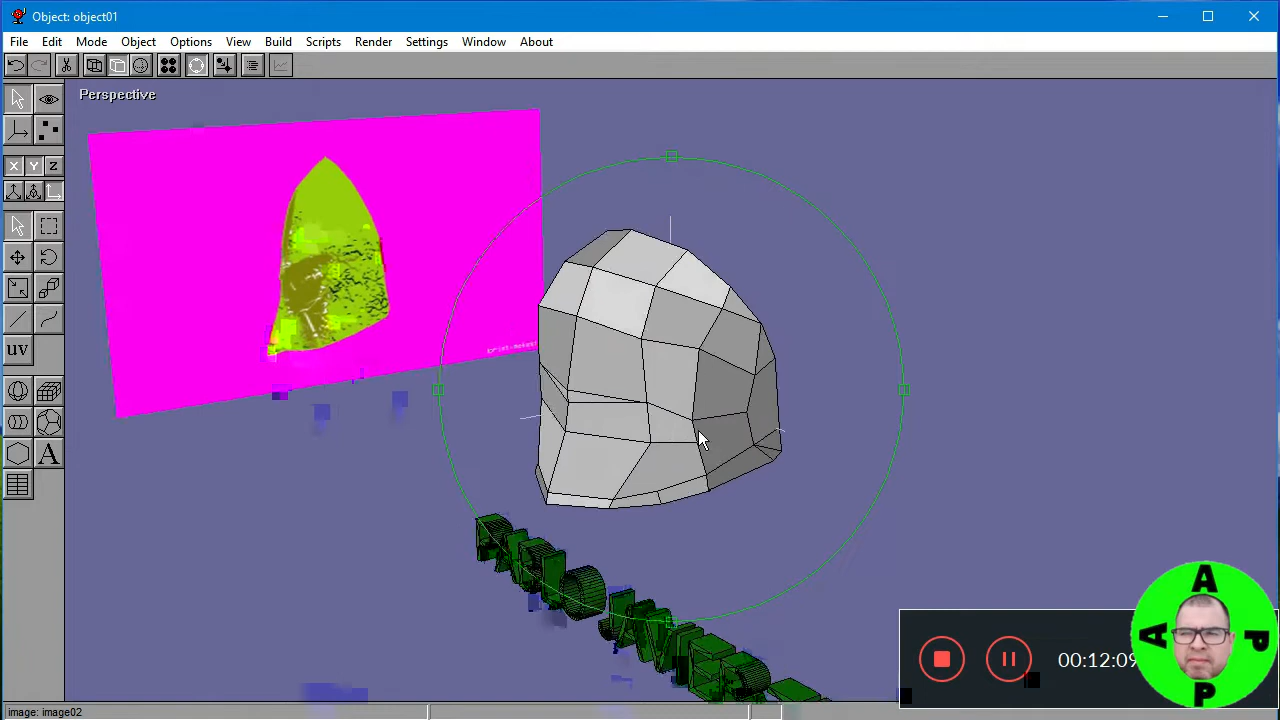 Object: object01
File Edit Mode Object Options View Build Scripts Render Settings Window About
Perspective
X Y Z
uv
A
00:12:09
A
A P
P
image: image02